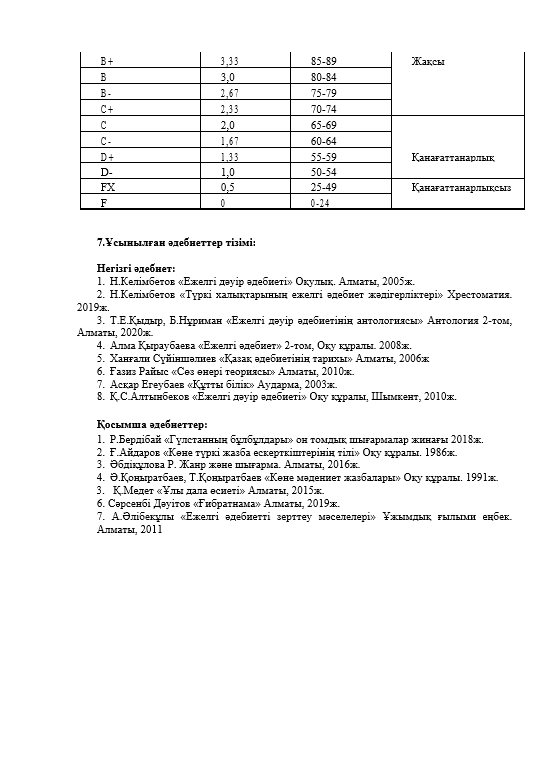 B+ 3,33 85-89 Жақсы
B 3,0 80-84
B- 2,67 75-79
C+ 2,33 70-74
C 2,0 65-69
C- 1,67 60-64
D+ 1,33 55-59 Қанағаттанарлық
D- 1,0 50-54
FX 0,5 25-49 Қанағаттанарлықсыз
F 0 0-24
7.Ұсынылған әдебиеттер тізімі:
Негізгі әдебиет:
1. Н.Келімбетов «Ежелгі дәуір әдебиеті» Оқулық. Алматы, 2005ж.
2. Н.Келімбетов «Түркі халықтарының ежелгі әдебиет жәдігерліктері» Хрестоматия.
2019ж.
3. Т.Е.Қыдыр, Б.Нұриман «Ежелгі дәуір әдебиетінің антологиясы» Антология 2-том,
Алматы, 2020ж.
4. Алма Қыраубаева «Ежелгі әдебиет» 2-том, Оқу құралы. 2008ж.
5. Ханғали Сүйіншәлиев «Қазақ әдебиетінің тарихы» Алматы, 2006ж
6. Ғазиз Райыс «Сөз өнері теориясы» Алматы, 2010ж.
7. Асқар Егеубаев «Құтты білік» Аударма, 2003ж.
8. Қ.С.Алтынбеков «Ежелгі дәуір әдебиеті» Оқу құралы, Шымкент, 2010ж.
Қосымша әдебиеттер:
1. Р.Бердібай «Гүлстанның бұлбұлдары» он томдық шығармалар жинағы 2018ж.
2. Ғ.Айдаров «Көне түркі жазба ескерткіштерінің тілі» Оқу құралы. 1986ж.
3. Әбдіқұлова Р. Жанр және шығарма. Алматы, 2016ж.
4. Ә.Қоңыратбаев, Т.Қоңыратбаев «Көне мәдениет жазбалары» Оқу құралы. 1991ж.
3. Қ.Медет «Ұлы дала өсиеті» Алматы, 2015ж.
6. Сәрсенбі Дәуітов «Ғибратнама» Алматы, 2019ж.
7. А.Әлібекұлы «Ежелгі әдебиетті зерттеу мәселелері» Ұжымдық ғылыми еңбек.
Алматы, 2011